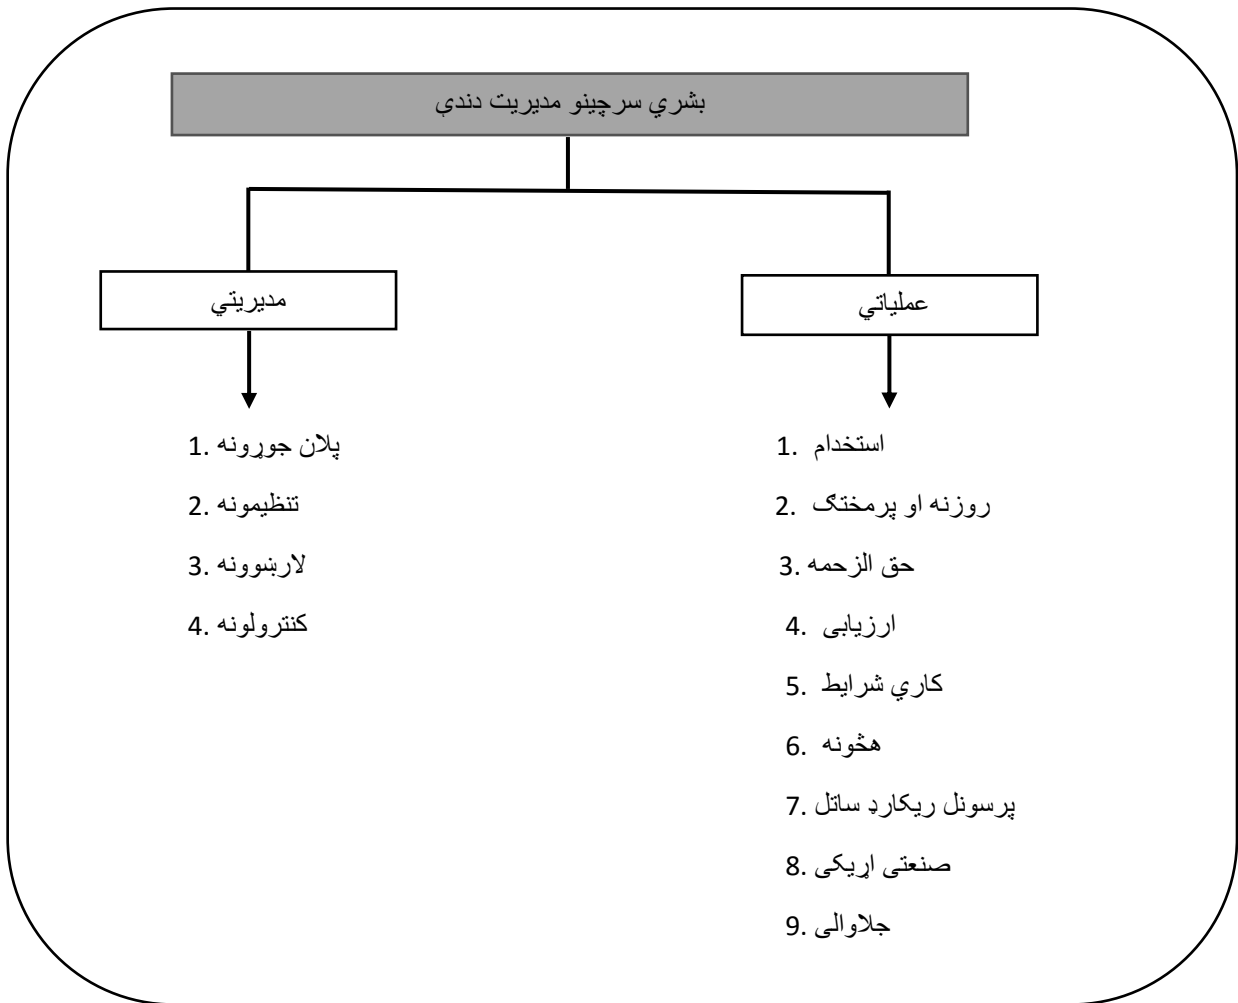 بشري سرچينو مديريت دندې
مديريتي
عملياتي
1. پلان جوړونه
2. تنظيمونه
3. لارښوونه
4. کنترولونه
1. استخدام
2. روزنه او پرمختګ
3. حق الزحمه
4. ارزيابی
5. کاري شرايط
6. هڅونه
7. پرسونل ريکارډ ساتل
8. صنعتی اړيکی
9. جلاوالی